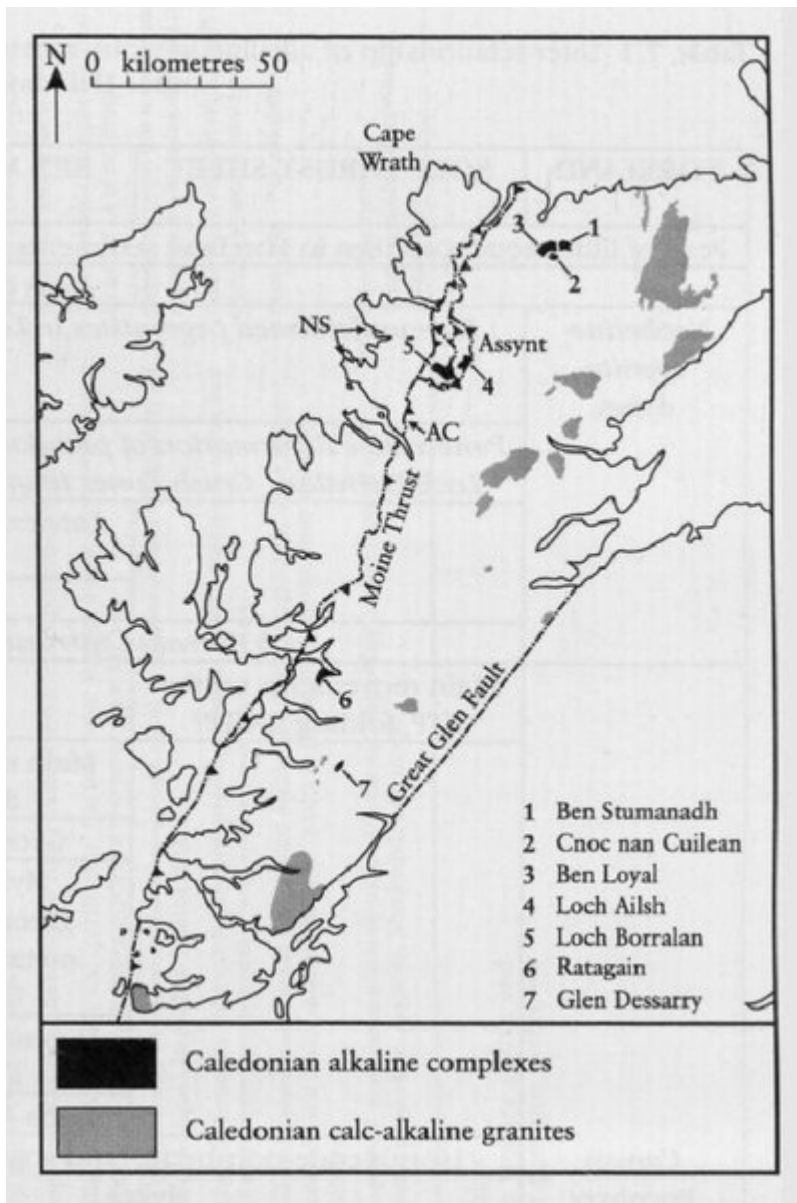 N
0 kilometres 50
Cape
Wrath
3
1
2
NS
5
Assynt
4
AC
Moine Thrust
6
Great Glen Fault
7
1 Ben Stumanadh
2 Cnoc nan Cuilean
3 Ben Loyal
4 Loch Ailsh
5 Loch Borralan
6 Ratagain
7 Glen Dessarry
Caledonian alkaline complexes
Caledonian calc-alkaline granites